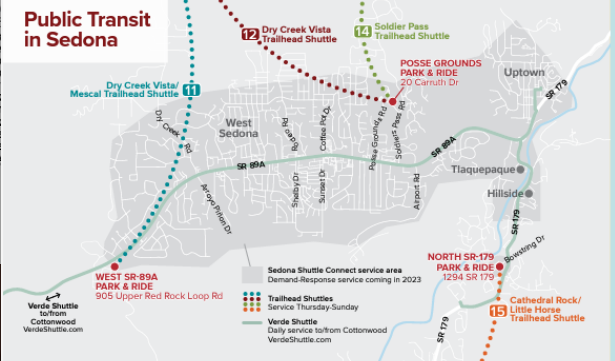 Public Transit
in Sedona
12 Dry Creek Vista
Trailhead Shuttle
14 Soldier Pass
Trailhead Shuttle
POSSE GROUNDS
PARK & RIDE
20 Carruth Dr
Uptown
SR 179
Dry Creek Vista/
Mescal Trailhead Shuttle 11
Dry Creek Rd
West
Sedona
Rodeo Rd
Coffee Pot Dr
Posse Ground Rd
Soldiers Pass Rd
SR 89A
SR 89A
Tlaquepaque
Hillside
Arroyo Piñon Dr
Shelby Dr
Sunset Dr
Airport Rd
SR 179
Bowstring Dr
WEST SR-89A
PARK & RIDE
905 Upper Red Rock Loop Rd
NORTH SR-179
PARK & RIDE
1294 SR 179
Verde Shuttle
to/from
Cottonwood
VerdeShuttle.com
Sedona Shuttle Connect service area
Demand-Response service coming in 2023
Trailhead Shuttles
Service Thursday-Sunday
Verde Shuttle
Daily service to/from Cottonwood
VerdeShuttle.com
SR 179
15 Cathedral Rock/
Little Horse
Trailhead Shuttle